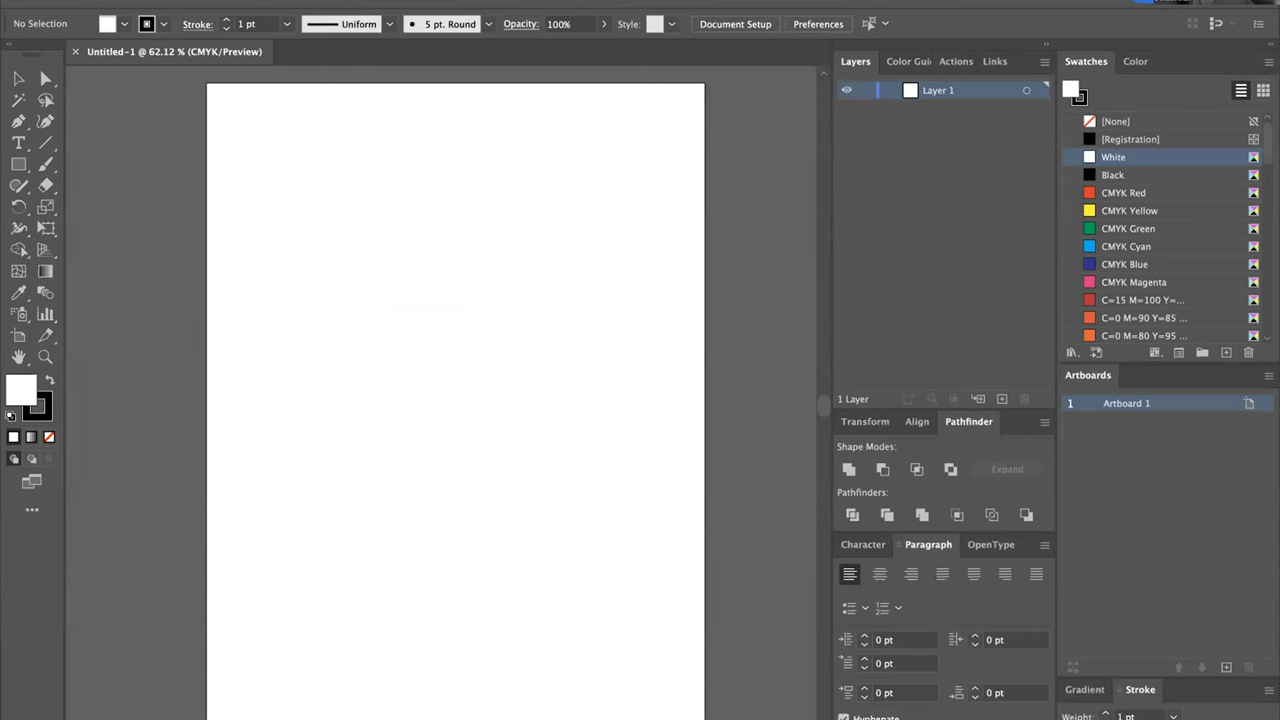 No Selection Stroke: 1 pt Uniform 5 pt. Round Opacity: 100% Style: Document Setup Preferences
Untitled-1 @ 62.12 % (CMYK/Preview)
Layers Color Gui Actions Links
Layer 1
1 Layer
Transform Align Pathfinder
Shape Modes:
Expand
Pathfinders:
Character Paragraph OpenType
0 pt 0 pt
0 pt
0 pt 0 pt
Hyphenate
Swatches Color
[None]
[Registration]
White
Black
CMYK Red
CMYK Yellow
CMYK Green
CMYK Cyan
CMYK Blue
CMYK Magenta
C=15 M=100 Y=...
C=0 M=90 Y=85 ...
C=0 M=80 Y=95 ...
Artboards
1 Artboard 1
Gradient Stroke
Weight: 1 pt